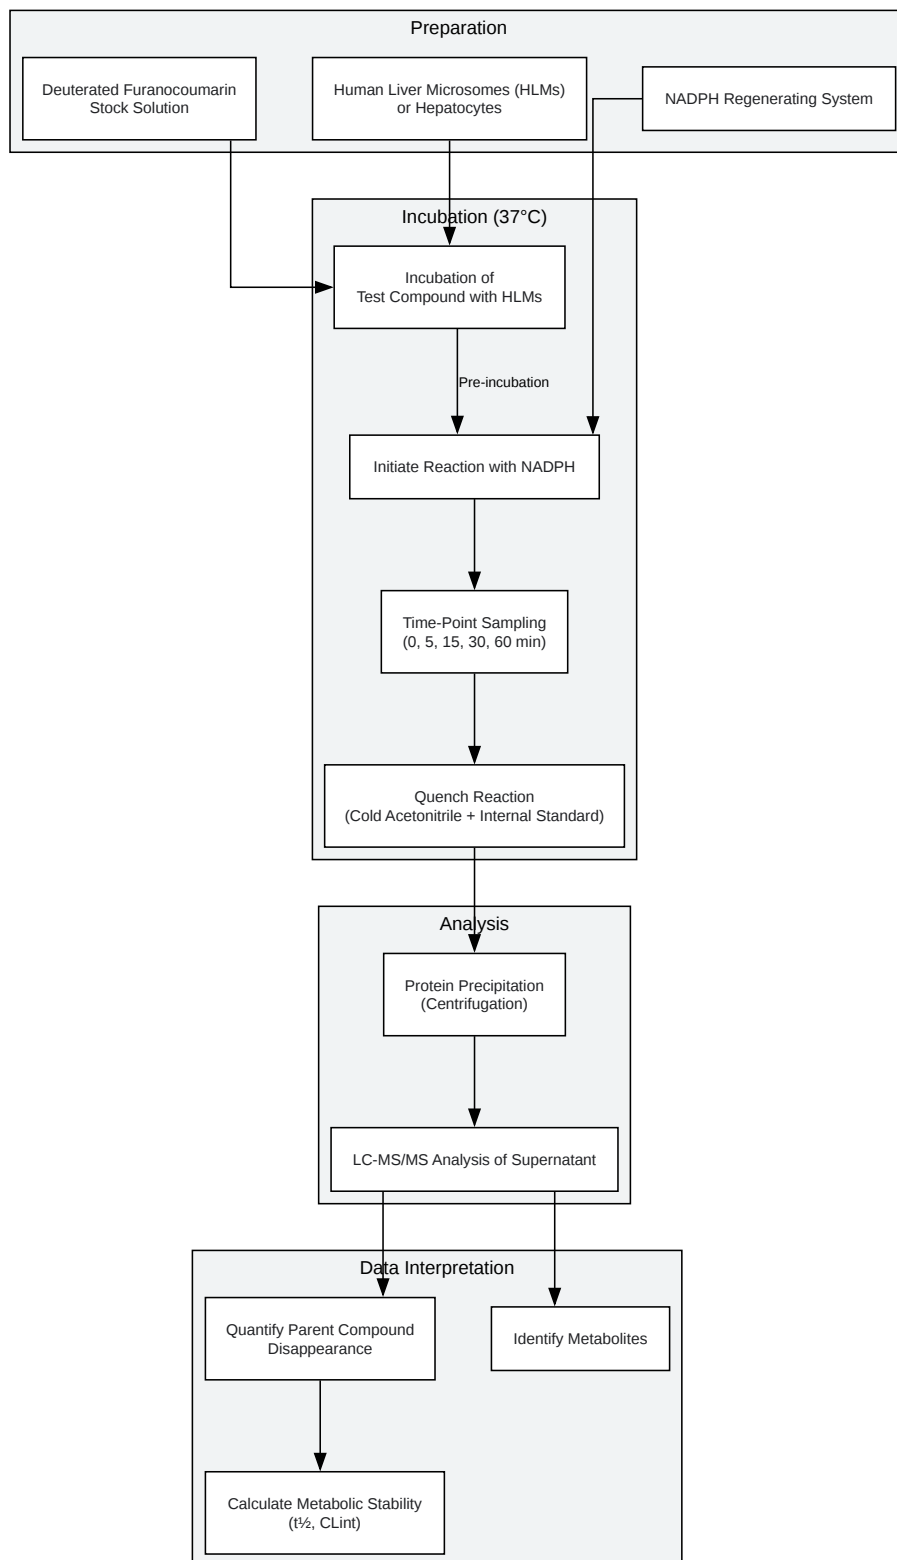 Preparation
Deuterated Furanocoumarin
Stock Solution
Human Liver Microsomes (HLMs)
or Hepatocytes
NADPH Regenerating System
Incubation (37°C)
Incubation of
Test Compound with HLMs
Pre-incubation
Initiate Reaction with NADPH
Time-Point Sampling
(0, 5, 15, 30, 60 min)
Quench Reaction
(Cold Acetonitrile + Internal Standard)
Analysis
Protein Precipitation
(Centrifugation)
LC-MS/MS Analysis of Supernatant
Data Interpretation
Quantify Parent Compound
Disappearance
Identify Metabolites
Calculate Metabolic Stability
(t½, CLint)